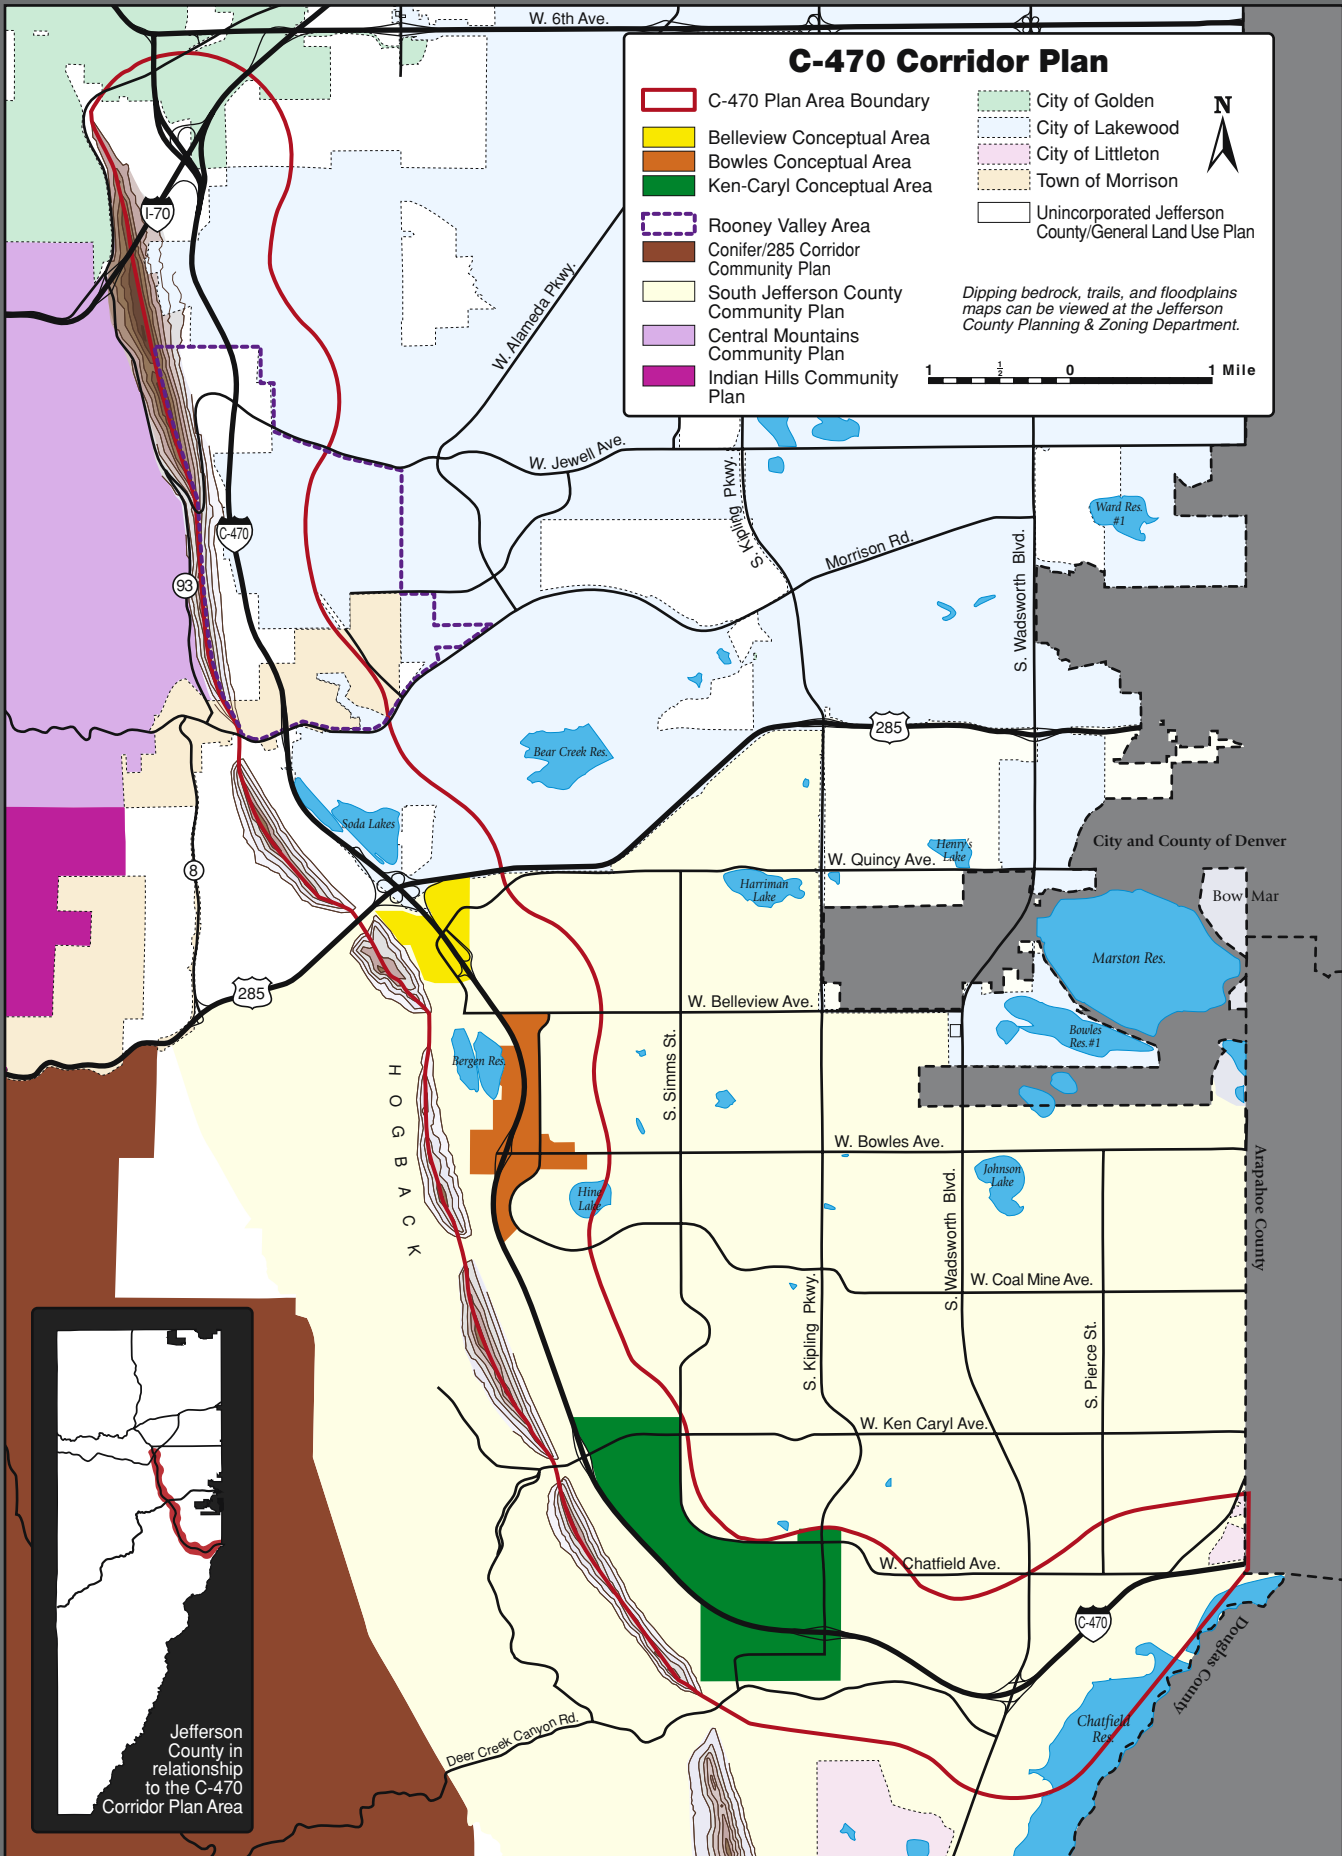 W. 6th Ave.
C-470 Corridor Plan
C-470 Plan Area Boundary
Belleview Conceptual Area
Bowles Conceptual Area
Ken-Caryl Conceptual Area
Rooney Valley Area
Conifer/285 Corridor
Community Plan
South Jefferson County
Community Plan
Central Mountains
Community Plan
Indian Hills Community
Plan
City of Golden
City of Lakewood
City of Littleton
Town of Morrison
Unincorporated Jefferson
County/General Land Use Plan
N
Dipping bedrock, trails, and floodplains
maps can be viewed at the Jefferson
County Planning & Zoning Department.
1 ½ 0 1 Mile
I-70
W. Alameda Pkwy.
W. Jewell Ave.
S. Kipling Pkwy.
Morrison Rd.
S. Wadsworth Blvd.
Ward Res.
#1
C-470
93
285
Bear Creek Res.
Soda Lakes
8
W. Quincy Ave.
Henry's
Lake
Harriman
Lake
City and County of Denver
Bow Mar
Marston Res.
285
W. Belleview Ave.
Bowles
Res.#1
Bergen Res.
S. Simms St.
HOGBACK
W. Bowles Ave.
Johnson
Lake
Hine
Lake
Arapahoe County
S. Wadsworth Blvd.
W. Coal Mine Ave.
S. Kipling Pkwy.
S. Pierce St.
W. Ken Caryl Ave.
W. Chatfield Ave.
C-470
Douglas County
Chatfield
Res.
Deer Creek Canyon Rd.
Jefferson
County in
relationship
to the C-470
Corridor Plan Area